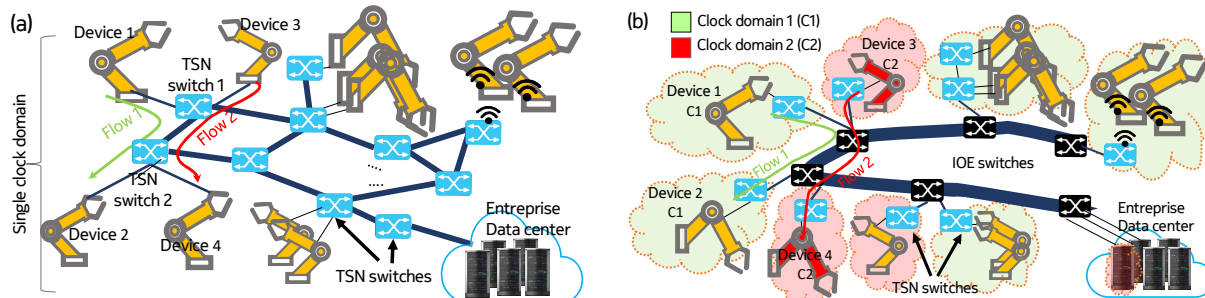 (a)
Single clock domain
Device 1
Device 3
TSN
switch 1
Flow 1
Flow 2
TSN
switch 2
Device 2
Device 4
....
....
TSN switches
Entreprise
Data center
(b)
Clock domain 1 (C1)
Clock domain 2 (C2)
Device 3
C2
Device 1
C1
Flow 1
Flow 2
IOE switches
Device 2
C1
Device 4
C2
TSN switches
Entreprise
Data center